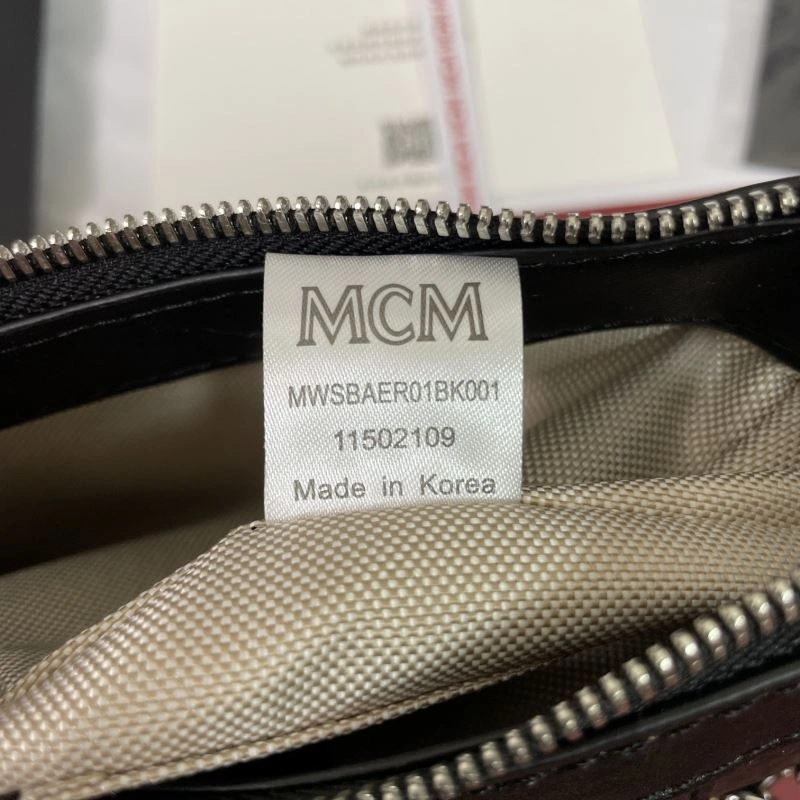 MCM
MWSBAER01BK001
11502109
Made in Korea